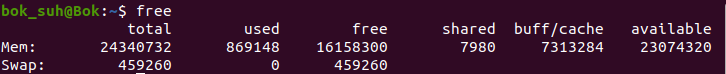 bok_suh@Bok:~$ free
total used free shared buff/cache available
Mem: 24340732 869148 16158300 7980 7313284 23074320
Swap: 459260 0 459260